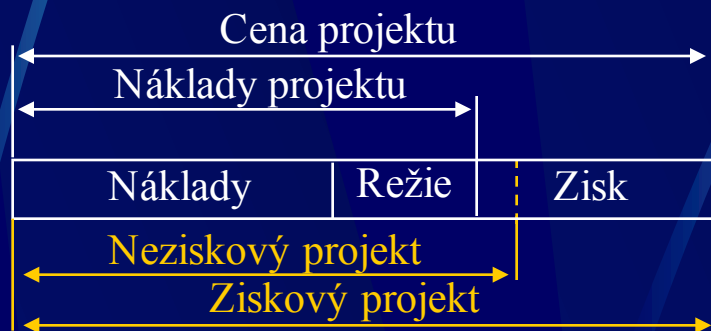 Cena projektu
Náklady projektu
Náklady Režie Zisk
Neziskový projekt
Ziskový projekt